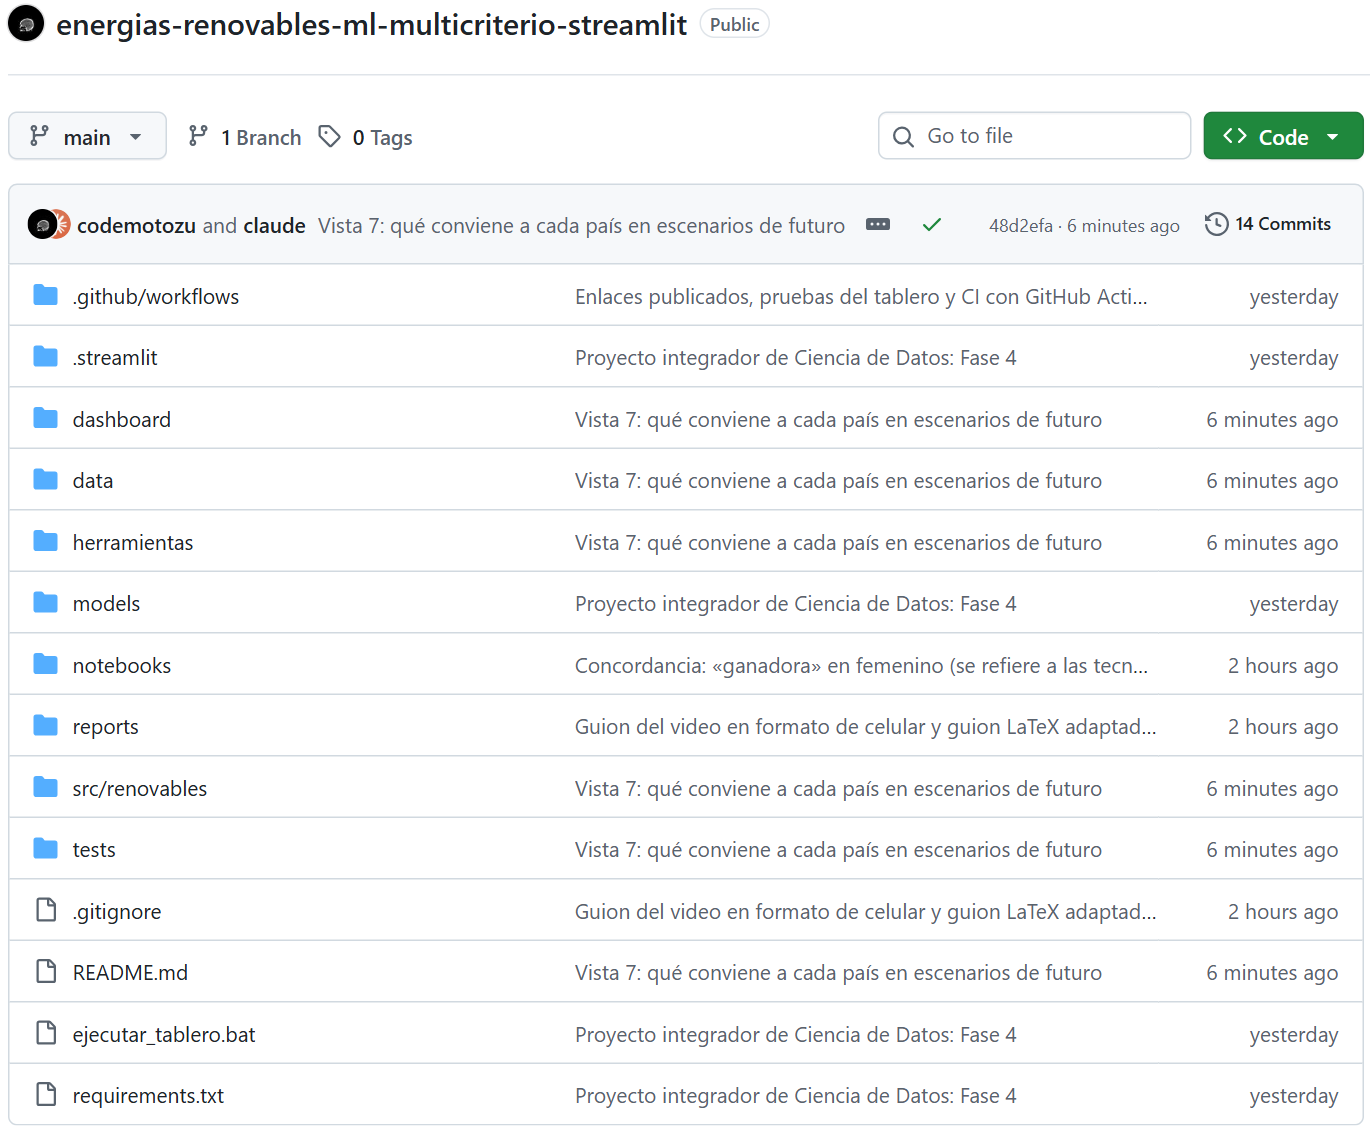 energias-renovables-ml-multicriterio-streamlit Public
main 1 Branch 0 Tags Go to file Code
codemotozu and claude Vista 7: qué conviene a cada país en escenarios de futuro 48d2efa · 6 minutes ago 14 Commits
.github/workflows Enlaces publicados, pruebas del tablero y CI con GitHub Acti... yesterday
.streamlit Proyecto integrador de Ciencia de Datos: Fase 4 yesterday
dashboard Vista 7: qué conviene a cada país en escenarios de futuro 6 minutes ago
data Vista 7: qué conviene a cada país en escenarios de futuro 6 minutes ago
herramientas Vista 7: qué conviene a cada país en escenarios de futuro 6 minutes ago
models Proyecto integrador de Ciencia de Datos: Fase 4 yesterday
notebooks Concordancia: «ganadora» en femenino (se refiere a las tecn... 2 hours ago
reports Guion del video en formato de celular y guion LaTeX adaptad... 2 hours ago
src/renovables Vista 7: qué conviene a cada país en escenarios de futuro 6 minutes ago
tests Vista 7: qué conviene a cada país en escenarios de futuro 6 minutes ago
.gitignore Guion del video en formato de celular y guion LaTeX adaptad... 2 hours ago
README.md Vista 7: qué conviene a cada país en escenarios de futuro 6 minutes ago
ejecutar_tablero.bat Proyecto integrador de Ciencia de Datos: Fase 4 yesterday
requirements.txt Proyecto integrador de Ciencia de Datos: Fase 4 yesterday